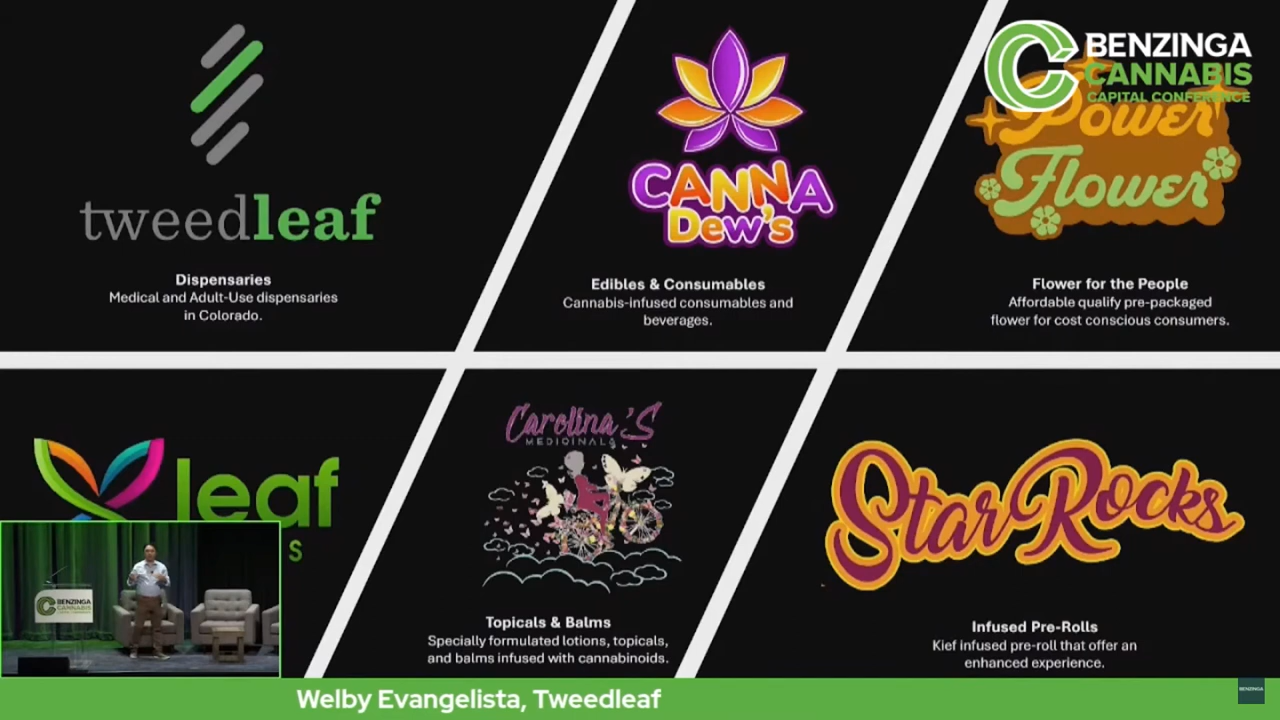 tweedleaf
Dispensaries
Medical and Adult-Use dispensaries
in Colorado.
CANNA
Dew's
Edibles & Consumables
Cannabis-infused consumables and
beverages.
BENZINGA
CANNABIS
CAPITAL CONFERENCE
Power
Flower
Flower for the People
Affordable qualify pre-packaged
flower for cost conscious consumers.
leaf
S
Carolina'S
MEDICINALS
Topicals & Balms
Specially formulated lotions, topicals,
and balms infused with cannabinoids.
StarRocks
Infused Pre-Rolls
Kief infused pre-roll that offer an
enhanced experience.
BENZINGA
CANNABIS
Welby Evangelista, Tweedleaf
BENZINGA